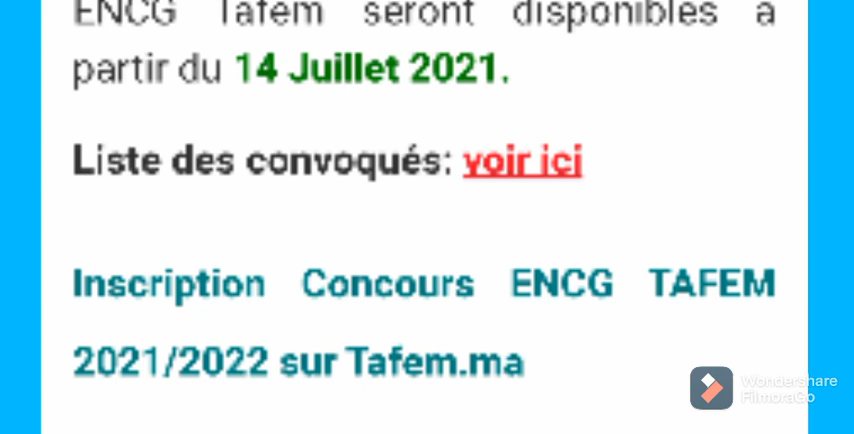 ENCG Tafem seront disponibles à
partir du 14 Juillet 2021.
Liste des convoqués: voir ici
Inscription Concours ENCG TAFEM
2021/2022 sur Tafem.ma
Wondershare
FilmoraGo